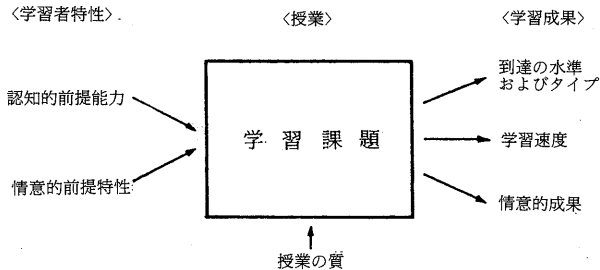 〈学習者特性〉.
〈授業〉
〈学習成果〉
認知的前提能力
情意的前提特性
学習課題
到達の水準
およびタイプ
学習速度
情意的成果
授業の質